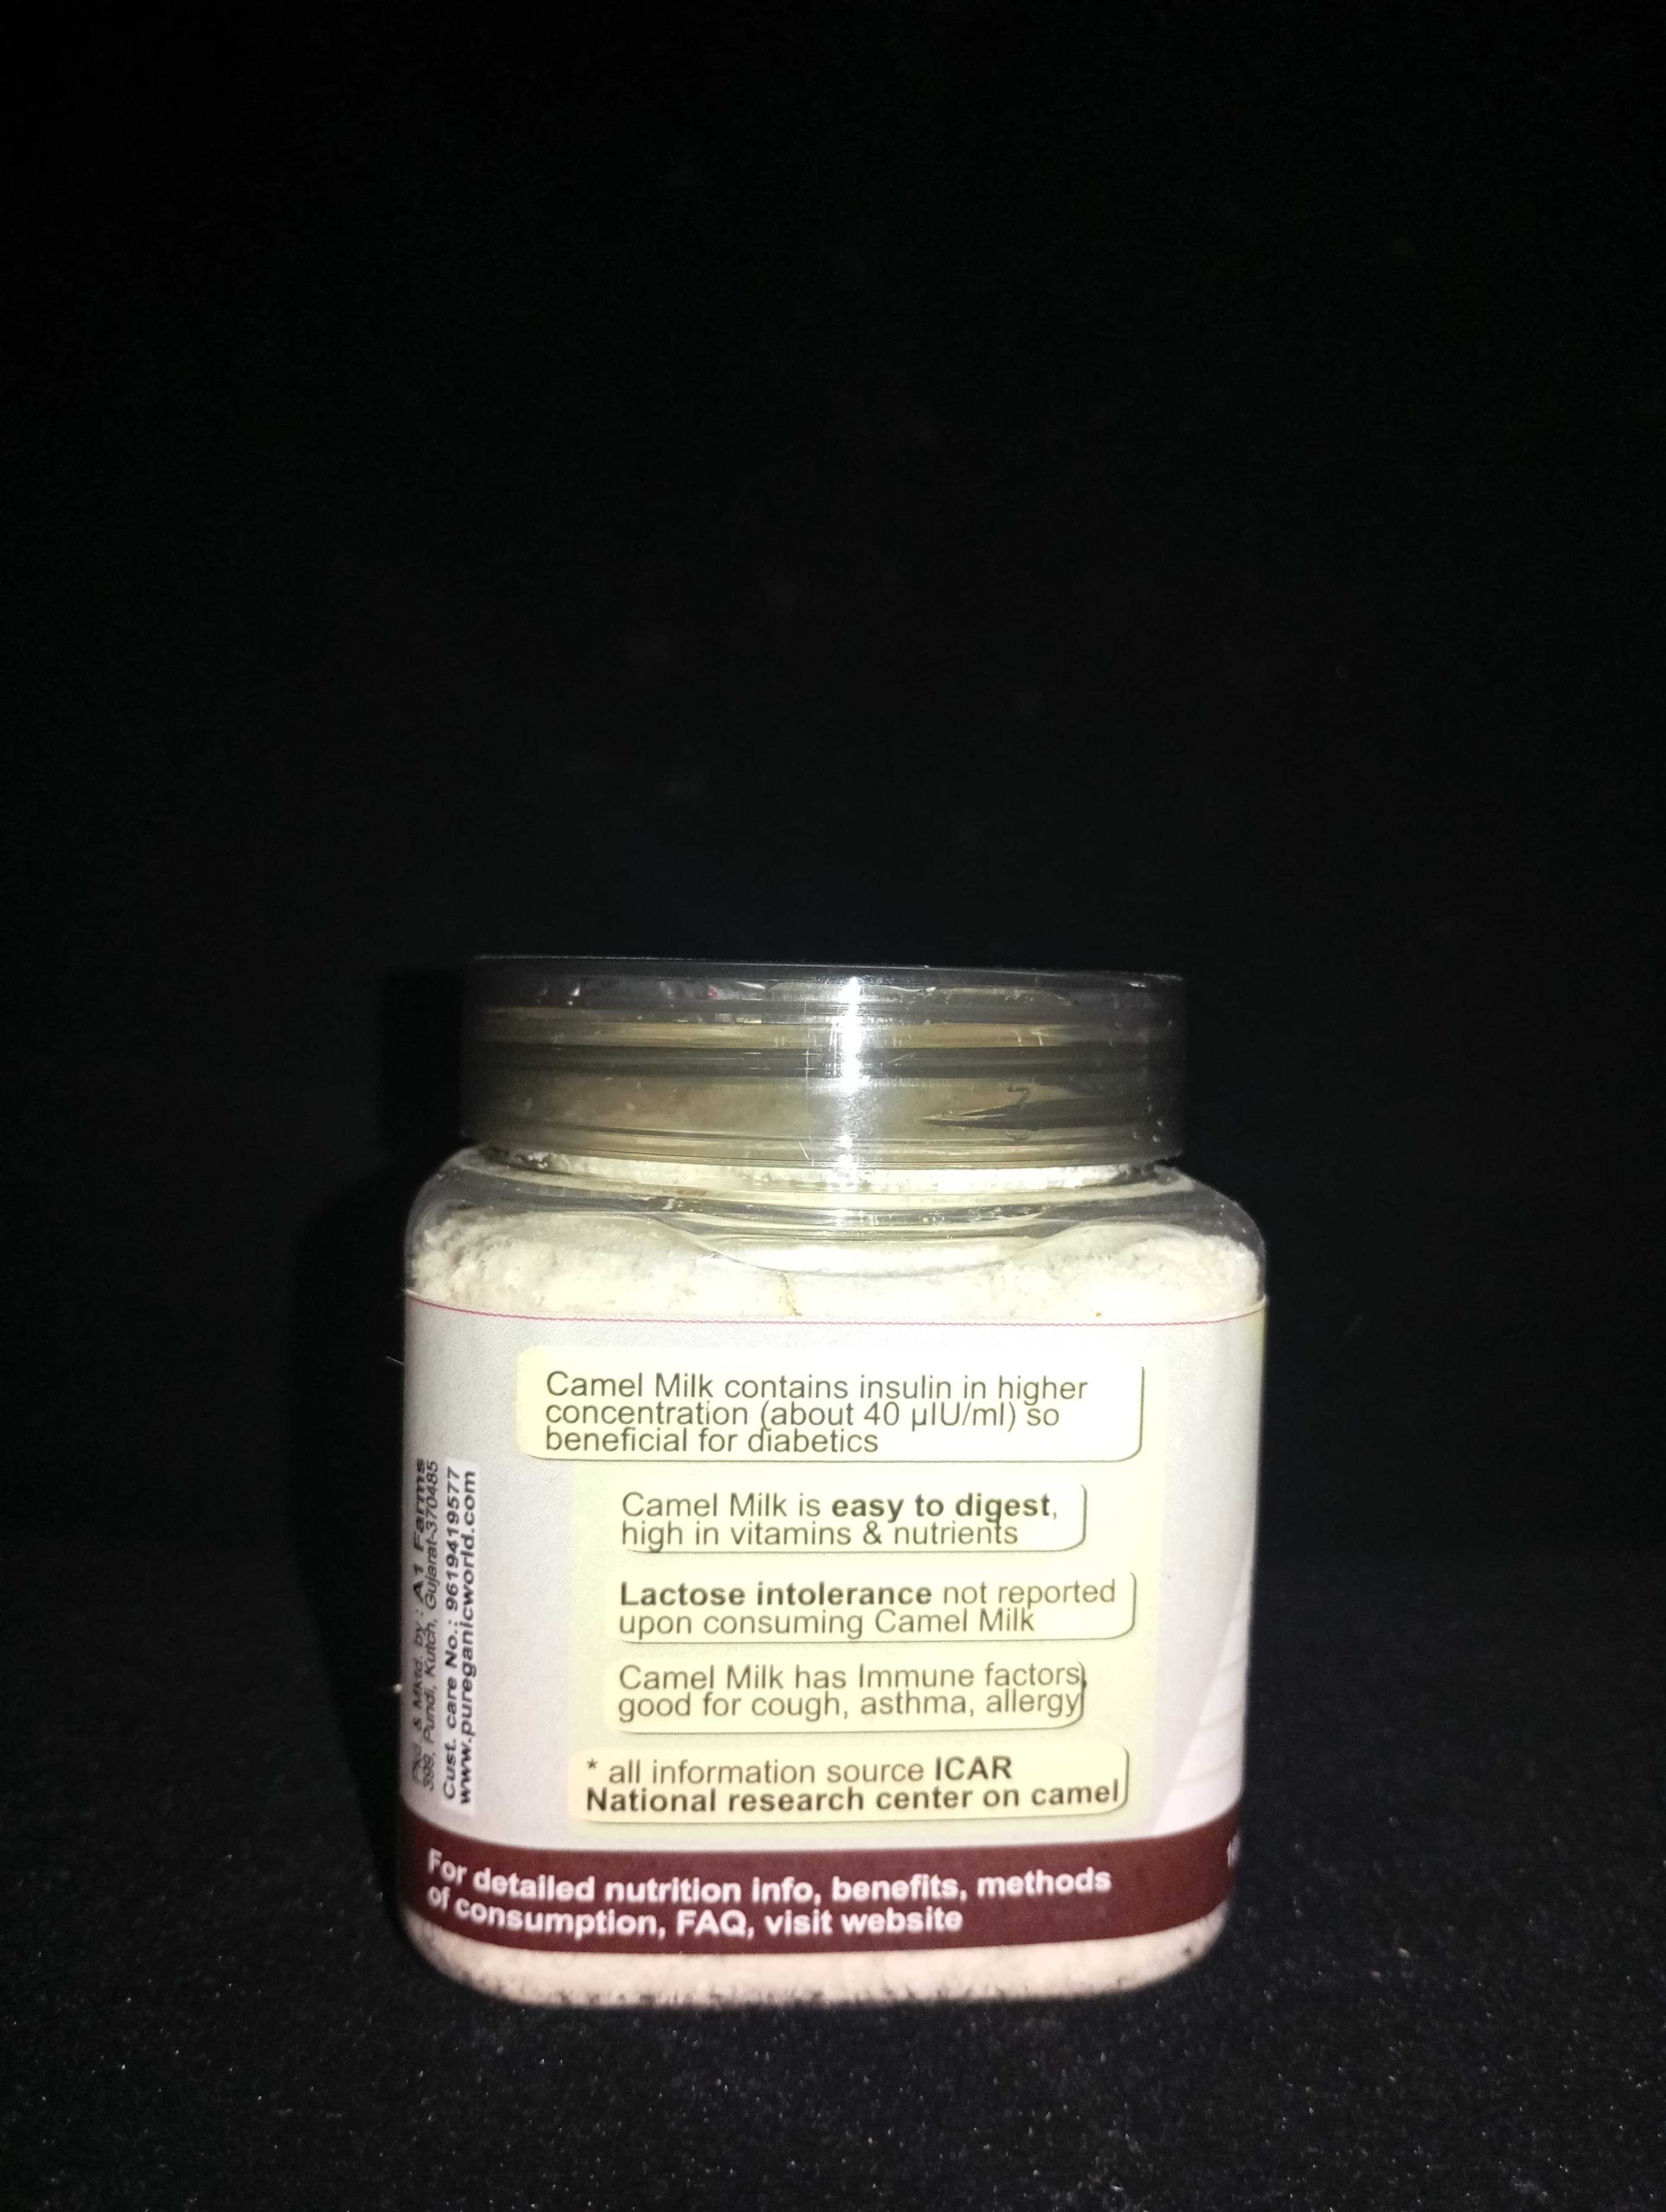 Camel Milk contains insulin in higher
concentration (about 40 µIU/ml) so
beneficial for diabetics
Camel Milk is easy to digest,
high in vitamins & nutrients
Lactose intolerance not reported
upon consuming Camel Milk
Camel Milk has Immune factors,
good for cough, asthma, allergy
* all information source ICAR
National research center on camel
Pkd. & Mktd. by : A1 Farms
399, Pundi, Kutch, Gujarat-370485
Cust. care No.: 9619419577
www.pureganicworld.com
For detailed nutrition info, benefits, methods
of consumption, FAQ, visit website